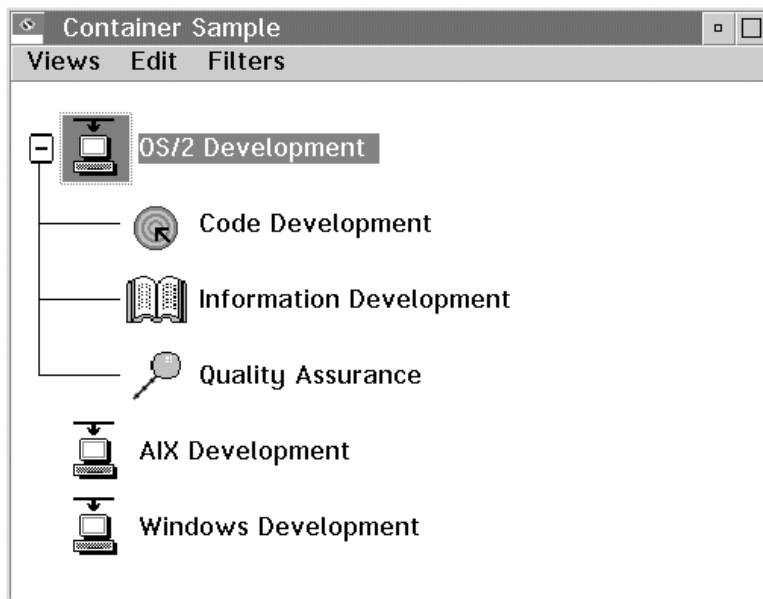 Container Sample
Views Edit Filters
OS/2 Development
Code Development
Information Development
Quality Assurance
AIX Development
Windows Development